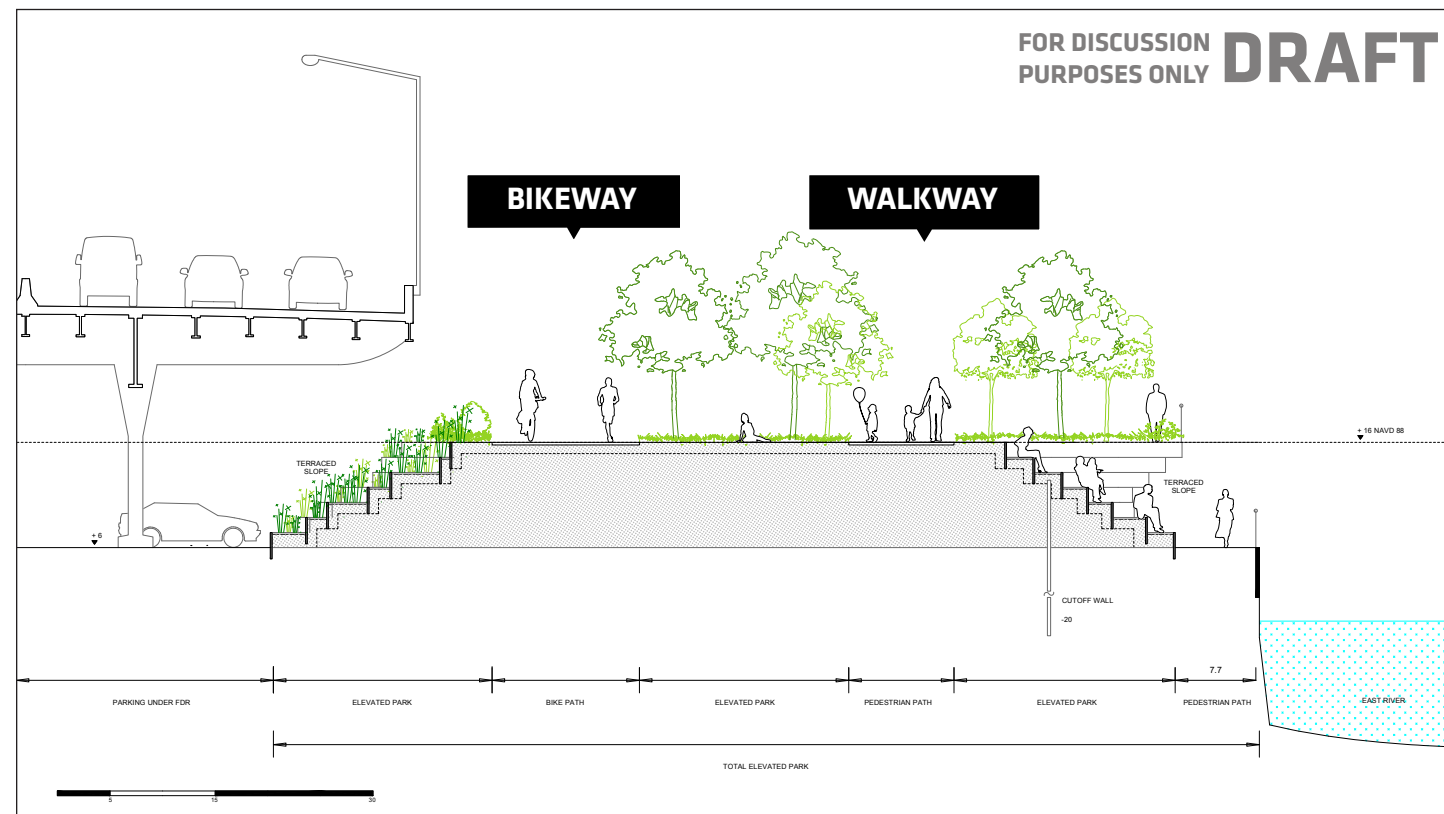 FOR DISCUSSION
PURPOSES ONLY
DRAFT
BIKEWAY
WALKWAY
+ 16 NAVD 88
TERRACED
SLOPE
TERRACED
SLOPE
+ 6
CUTOFF WALL
-20
7.7
PARKING UNDER FDR
ELEVATED PARK
BIKE PATH
ELEVATED PARK
PEDESTRIAN PATH
ELEVATED PARK
PEDESTRIAN PATH
EAST RIVER
TOTAL ELEVATED PARK
5
15
30